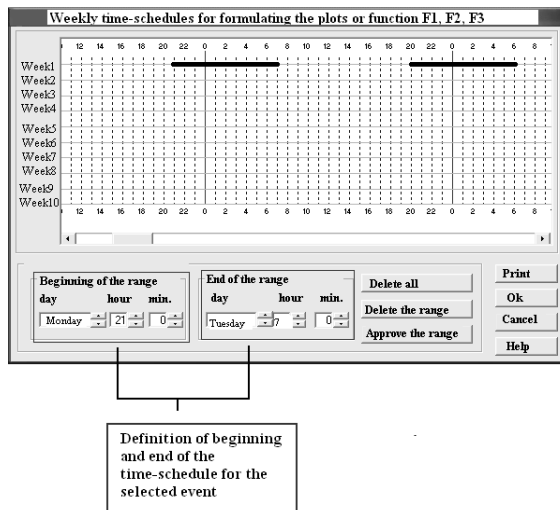 Weekly time-schedules for formulating the plots or function F1, F2, F3
12 14 16 18 20 22 0 2 4 6 8 10 12 14 16 18 20 22 0 2 4 6 8
Week1
Week2
Week3
Week4
Week5
Week6
Week7
Week8
Week9
Week10
12 14 16 18 20 22 0 2 4 6 8 10 12 14 16 18 20 22 0 2 4 6 8
Beginning of the range
day hour min.
Monday 21 0
End of the range
day hour min.
Tuesday 7 0
Delete all
Delete the range
Approve the range
Print
Ok
Cancel
Help
Definition of beginning
and end of the
time-schedule for the
selected event